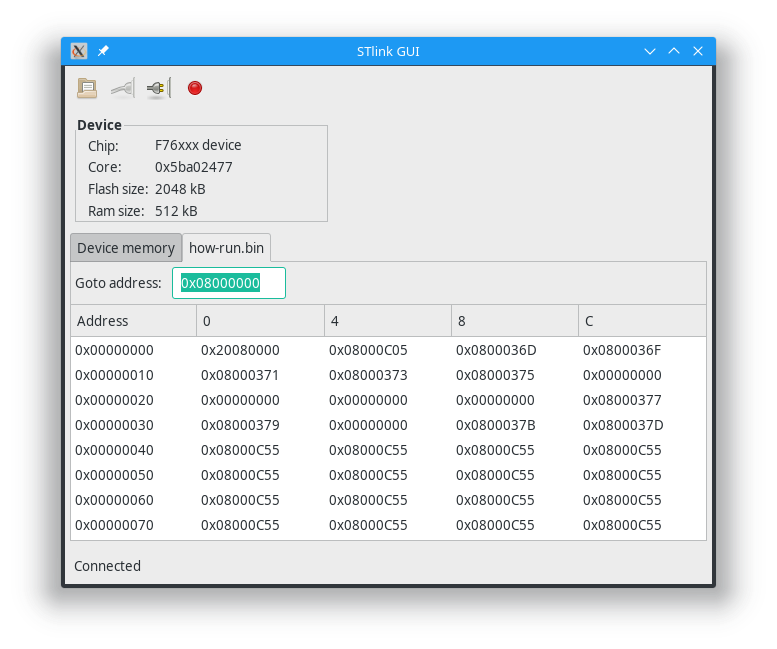 STlink GUI
Device
Chip: F76xxx device
Core: 0x5ba02477
Flash size: 2048 kB
Ram size: 512 kB
Device memory how-run.bin
Goto address: 0x08000000
Address 0 4 8 C
0x00000000 0x20080000 0x08000C05 0x0800036D 0x0800036F
0x00000010 0x08000371 0x08000373 0x08000375 0x00000000
0x00000020 0x00000000 0x00000000 0x00000000 0x08000377
0x00000030 0x08000379 0x00000000 0x0800037B 0x0800037D
0x00000040 0x08000C55 0x08000C55 0x08000C55 0x08000C55
0x00000050 0x08000C55 0x08000C55 0x08000C55 0x08000C55
0x00000060 0x08000C55 0x08000C55 0x08000C55 0x08000C55
0x00000070 0x08000C55 0x08000C55 0x08000C55 0x08000C55
Connected